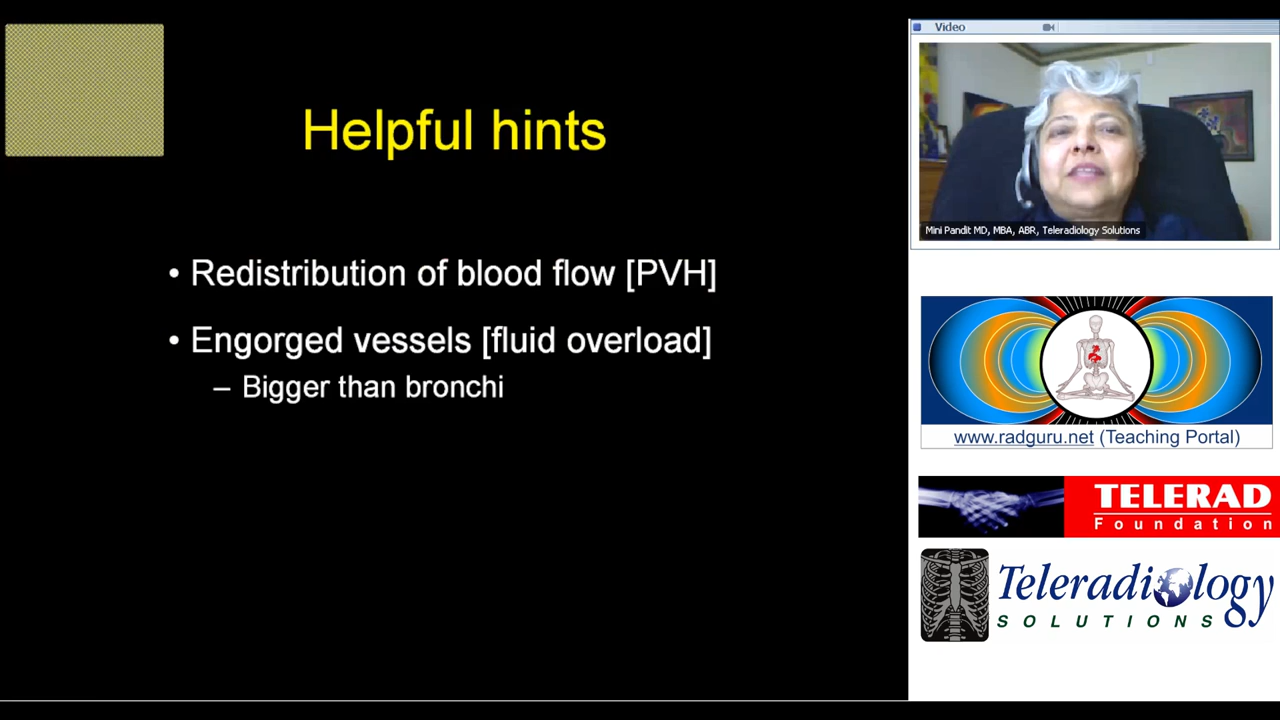 Helpful hints
• Redistribution of blood flow [PVH]
• Engorged vessels [fluid overload]
– Bigger than bronchi
Video
Mini Pandit MD, MBA, ABR, Teleradiology Solutions
www.radguru.net (Teaching Portal)
TELERAD
Foundation
Teleradiology
SOLUTIONS